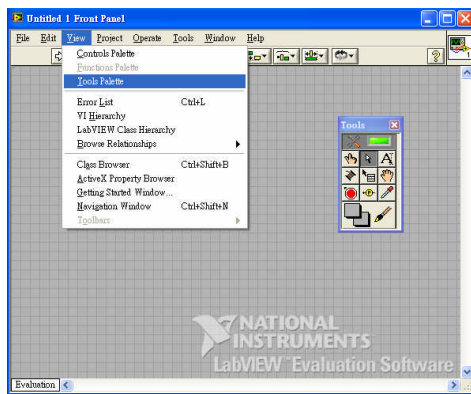 Untitled 1 Front Panel
File Edit View Project Operate Tools Window Help
Controls Palette
Functions Palette
Tools Palette
Error List Ctrl+L
VI Hierarchy
LabVIEW Class Hierarchy
Browse Relationships
Class Browser Ctrl+Shift+B
ActiveX Property Browser
Getting Started Window...
Navigation Window Ctrl+Shift+N
Toolbars
Tools
A
?
1
NATIONAL
INSTRUMENTS
LabVIEW™ Evaluation Software
Evaluation